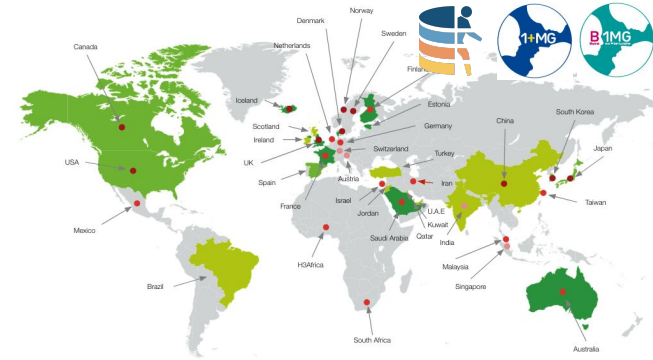 Norway
Denmark
Sweden
Canada
Netherlands
1+MG
B1MG
Finl
Iceland
Estonia
South Korea
Scotland
Germany
China
Ireland
Switzerland
Japan
USA
UK
Turkey
Austria
Iran
Spain
Israel
France
Jordan
U.A.E
Taiwan
Mexico
Kuwait
Saudi Arabia
Qatar
India
H3Africa
Malaysia
Brazil
Singapore
South Africa
Australia